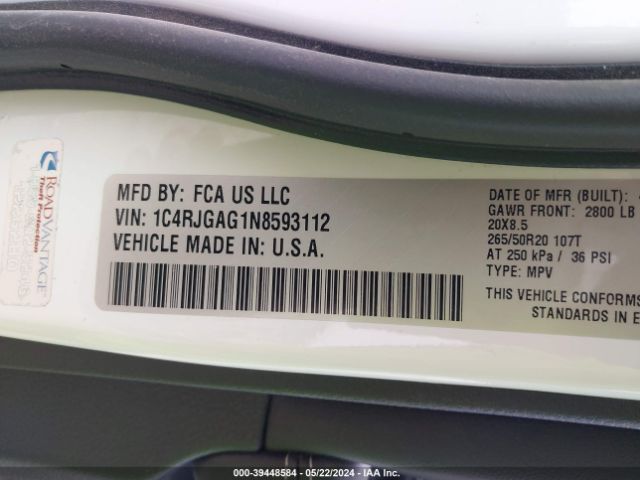 ROADVANTAGE
Theft Protection
MFD BY: FCA US LLC
VIN: 1C4RJGAG1N8593112
VEHICLE MADE IN: U.S.A.
DATE OF MFR (BUILT):
GAWR FRONT: 2800 LB
20X8.5
265/50R20 107T
AT 250 kPa / 36 PSI
TYPE: MPV
THIS VEHICLE CONFORMS
STANDARDS IN
© - 39448584 - 05/22/2024 - IAA Inc.